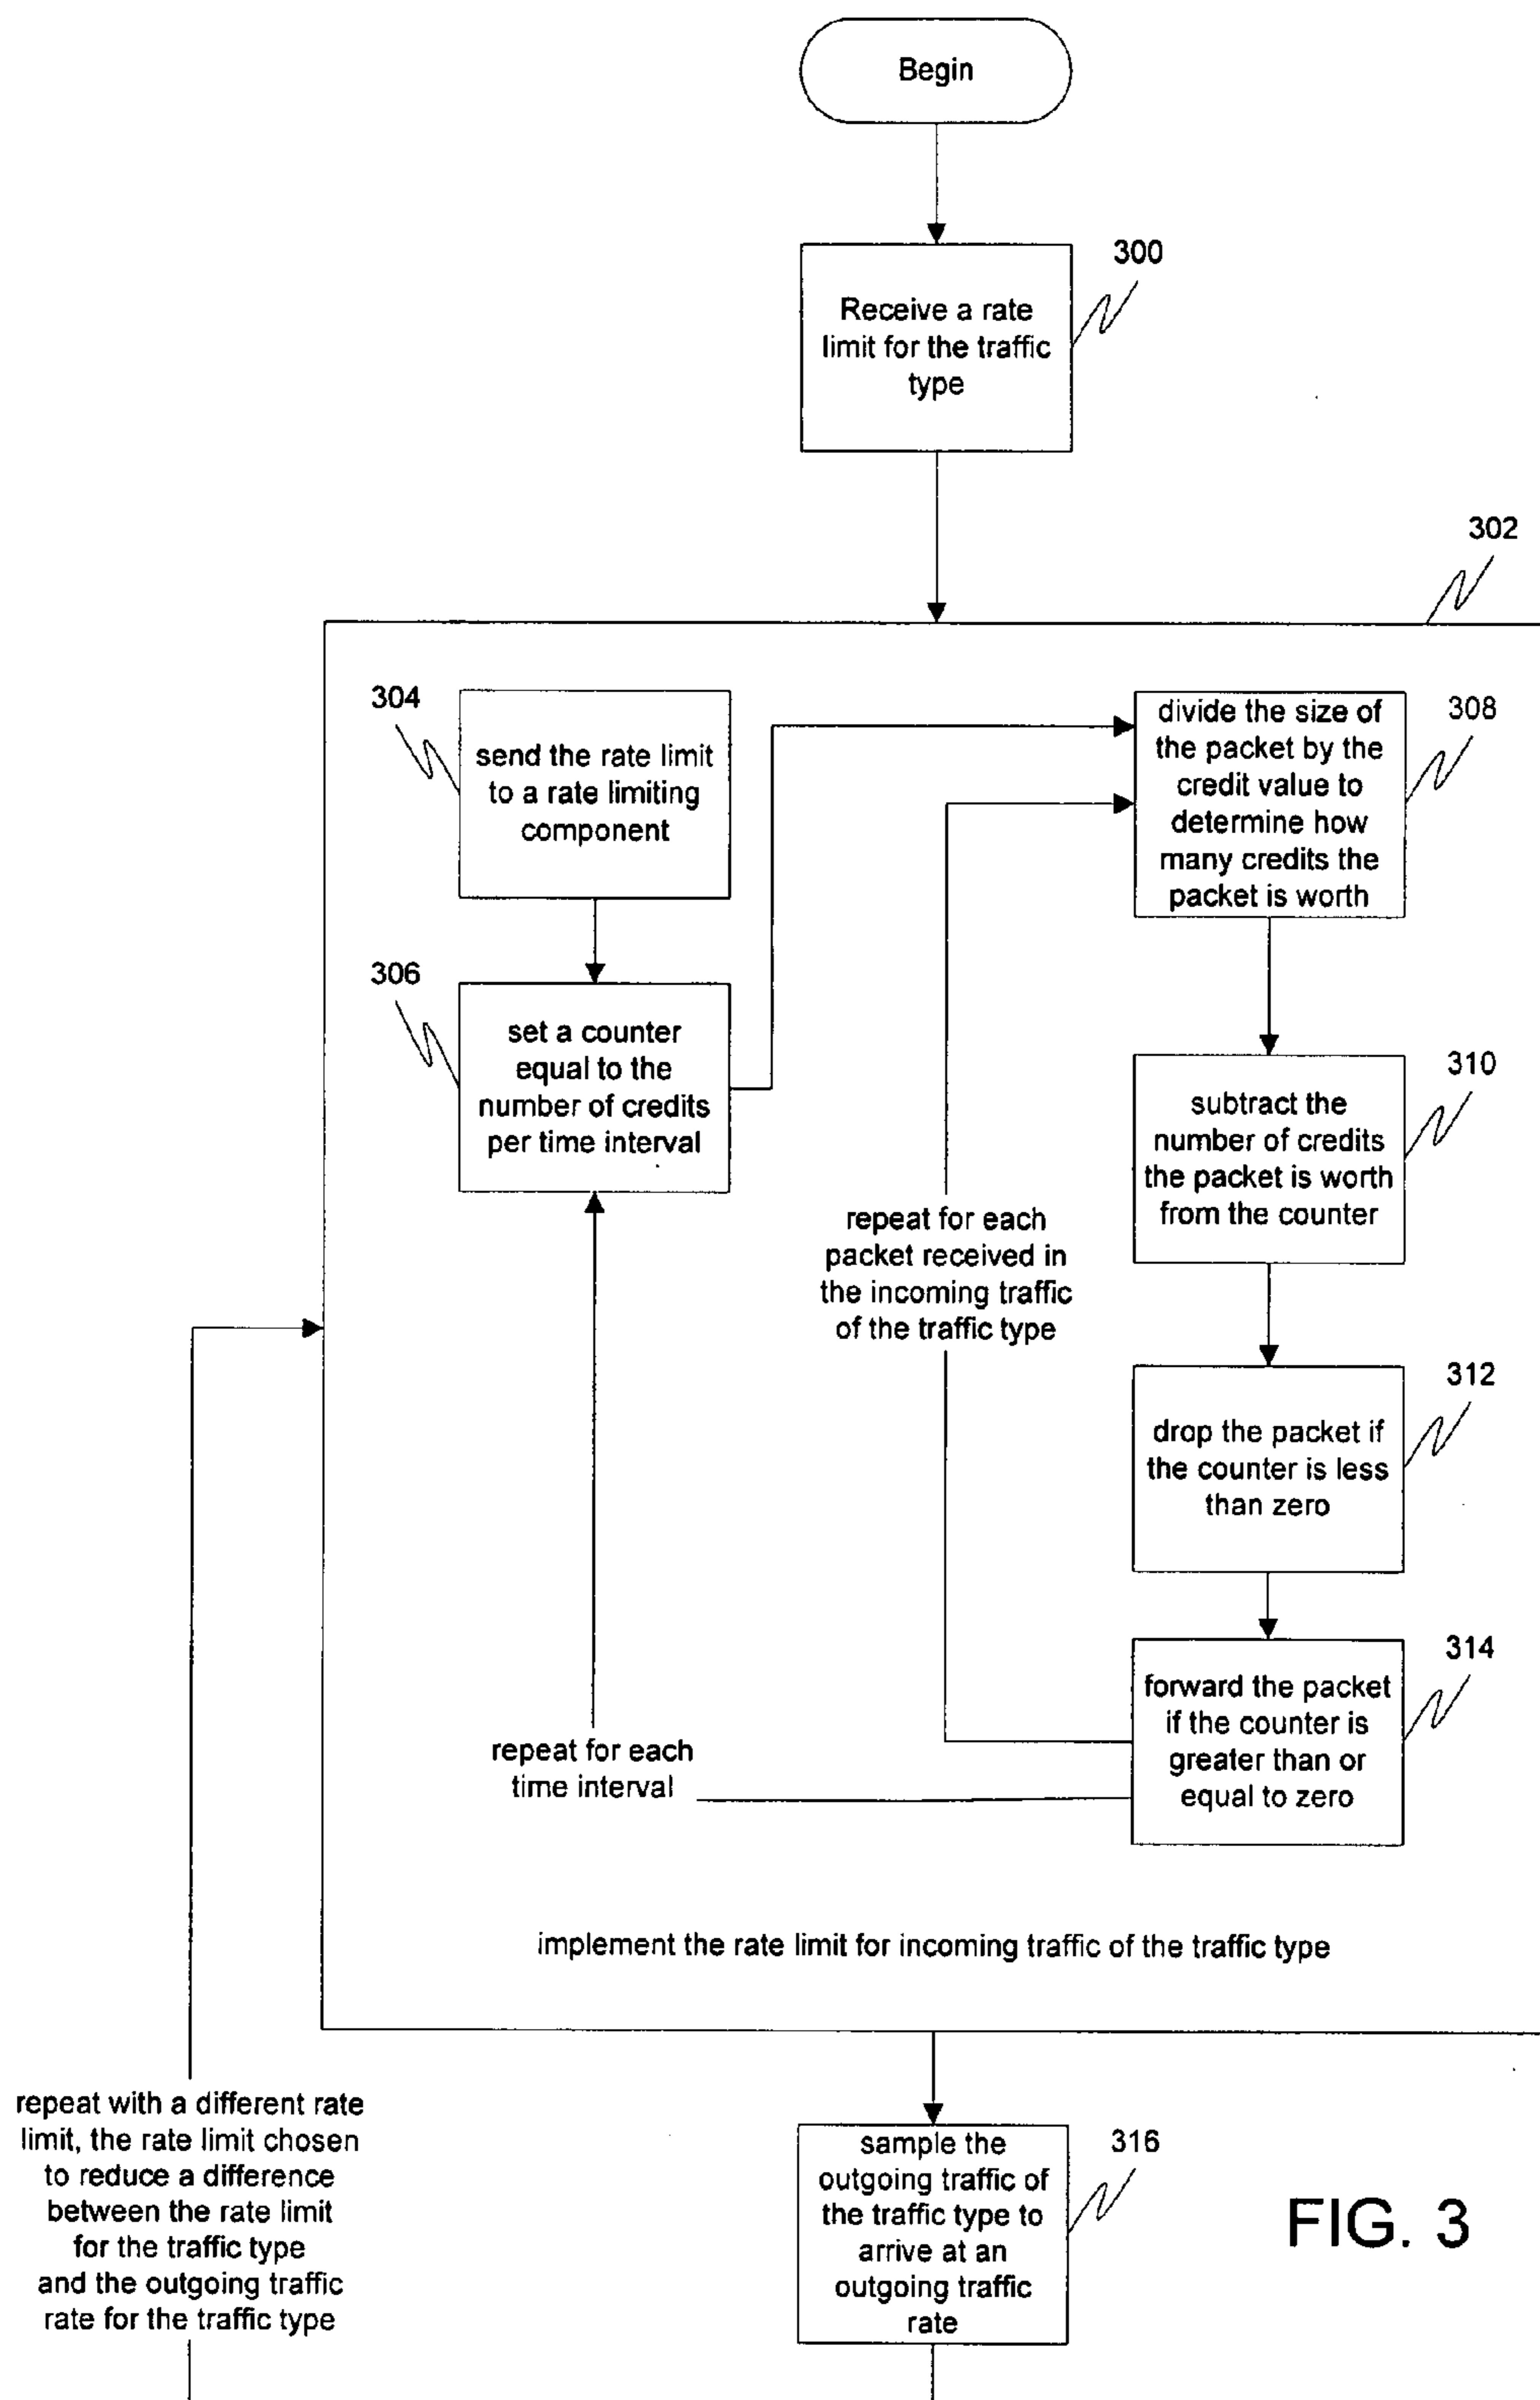 Begin
300
Receive a rate
limit for the traffic
type
302
304
send the rate limit
to a rate limiting
component
306
set a counter
equal to the
number of credits
per time interval
308
divide the size of
the packet by the
credit value to
determine how
many credits the
packet is worth
310
subtract the
number of credits
the packet is worth
from the counter
repeat for each
packet received in
the incoming traffic
of the traffic type
312
drop the packet if
the counter is less
than zero
314
forward the packet
if the counter is
greater than or
equal to zero
repeat for each
time interval
implement the rate limit for incoming traffic of the traffic type
repeat with a different rate
limit, the rate limit chosen
to reduce a difference
between the rate limit
for the traffic type
and the outgoing traffic
rate for the traffic type
316
sample the
outgoing traffic of
the traffic type to
arrive at an
outgoing traffic
rate
FIG. 3